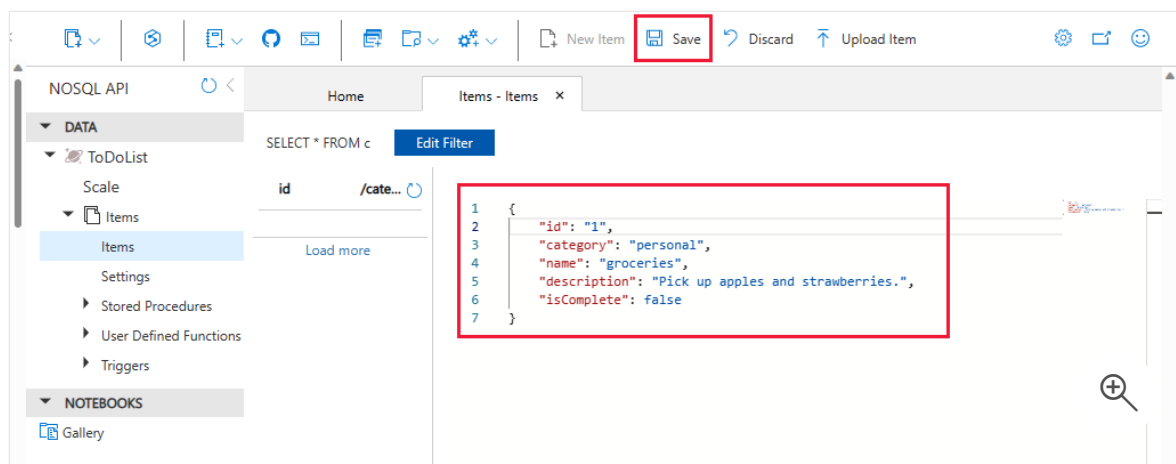 New Item Save Discard Upload Item
NOSQL API
Home Items - Items ×
DATA
ToDoList
Scale
Items
Items
Settings
Stored Procedures
User Defined Functions
Triggers
NOTEBOOKS
Gallery
SELECT * FROM c Edit Filter
id /cate...
Load more
1 {
2 "id": "1",
3 "category": "personal",
4 "name": "groceries",
5 "description": "Pick up apples and strawberries.",
6 "isComplete": false
7 }